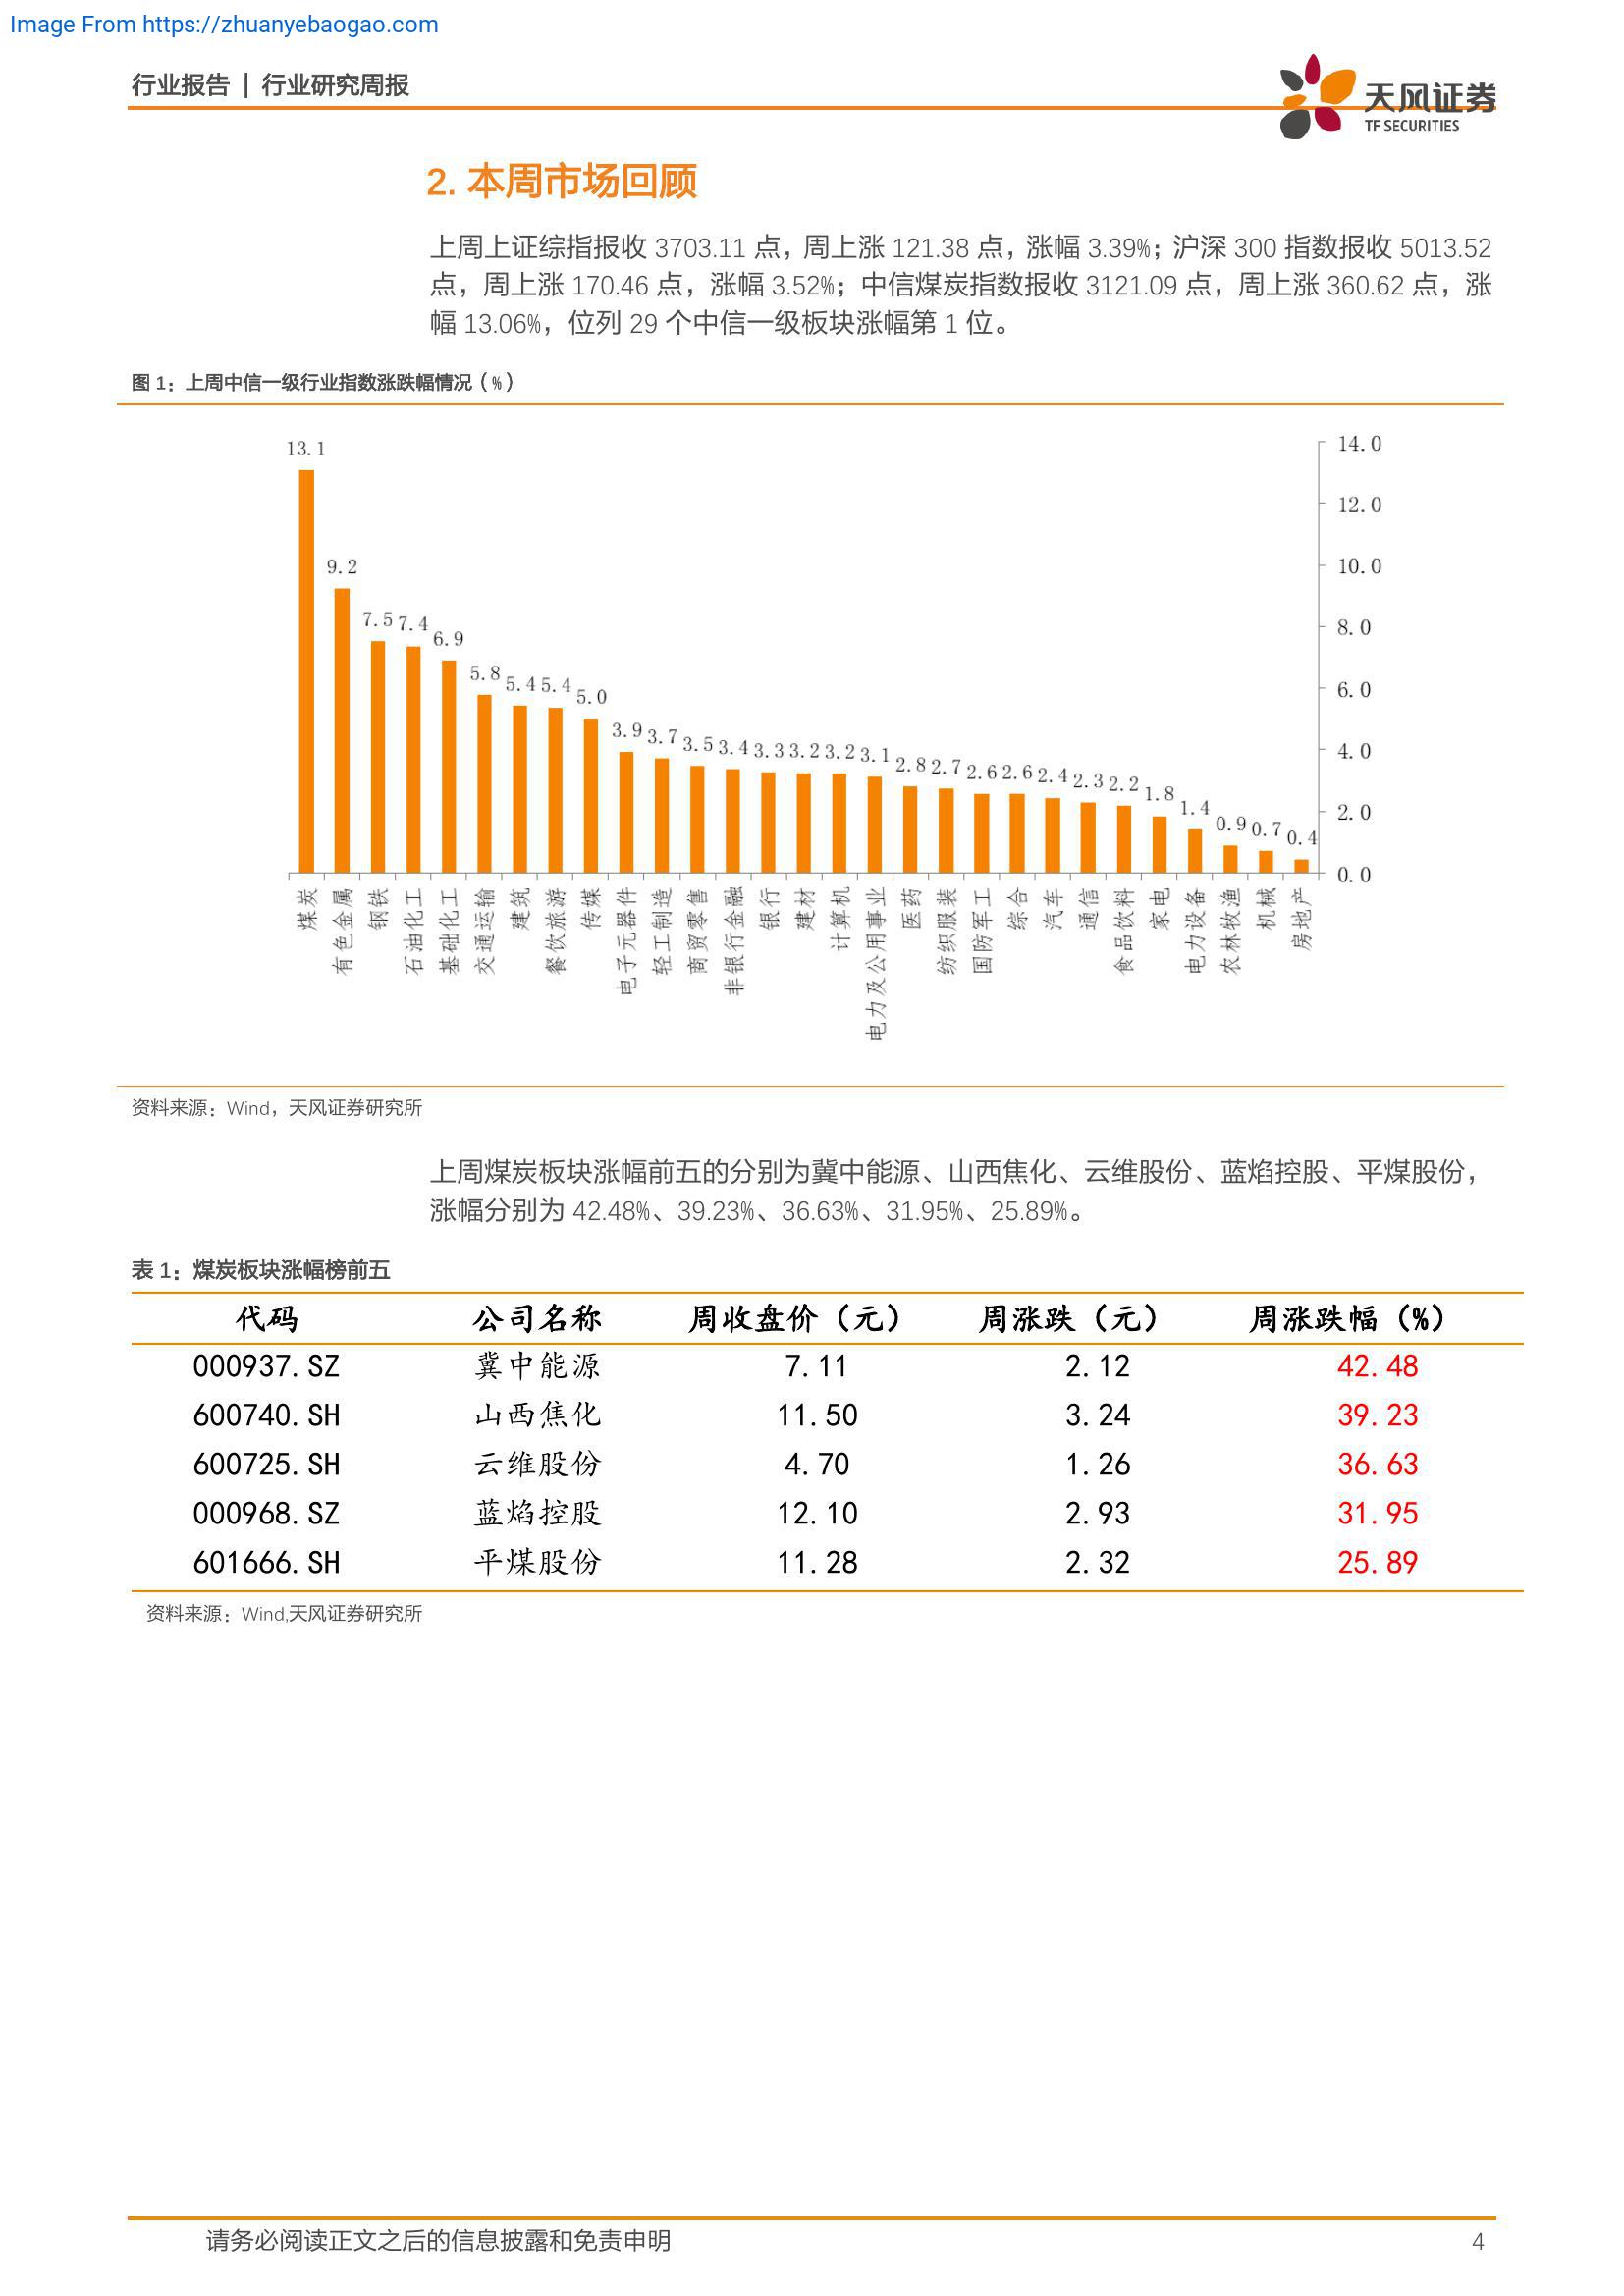 Image From https://zhuanyebaogao.com
行业报告 | 行业研究周报
天风证券
TF SECURITIES
2. 本周市场回顾
上周上证综指报收 3703.11 点，周上涨 121.38 点，涨幅 3.39%；沪深 300 指数报收 5013.52
点，周上涨 170.46 点，涨幅 3.52%；中信煤炭指数报收 3121.09 点，周上涨 360.62 点，涨
幅 13.06%，位列 29 个中信一级板块涨幅第 1 位。
图 1：上周中信一级行业指数涨跌幅情况（%）
13.1 9.2 7.5 7.4 6.9 5.8 5.4 5.4 5.0 3.9 3.7 3.5 3.4 3.3 3.2 3.2 3.1 2.8 2.7 2.6 2.6 2.4 2.3 2.2 1.8 1.4 0.9 0.7 0.4
14.0
12.0
10.0
8.0
6.0
4.0
2.0
0.0
煤炭
有色金属
钢铁
石油化工
基础化工
交通运输
建筑
餐饮旅游
传媒
电子元器件
轻工制造
商贸零售
非银行金融
银行
建材
计算机
电力及公用事业
医药
纺织服装
国防军工
综合
汽车
通信
食品饮料
家电
电力设备
农林牧渔
机械
房地产
资料来源：Wind，天风证券研究所
上周煤炭板块涨幅前五的分别为冀中能源、山西焦化、云维股份、蓝焰控股、平煤股份，
涨幅分别为 42.48%、39.23%、36.63%、31.95%、25.89%。
表 1：煤炭板块涨幅榜前五
代码 公司名称 周收盘价（元） 周涨跌（元） 周涨跌幅（%）
000937.SZ 冀中能源 7.11 2.12 42.48
600740.SH 山西焦化 11.50 3.24 39.23
600725.SH 云维股份 4.70 1.26 36.63
000968.SZ 蓝焰控股 12.10 2.93 31.95
601666.SH 平煤股份 11.28 2.32 25.89
资料来源：Wind,天风证券研究所
请务必阅读正文之后的信息披露和免责申明 4